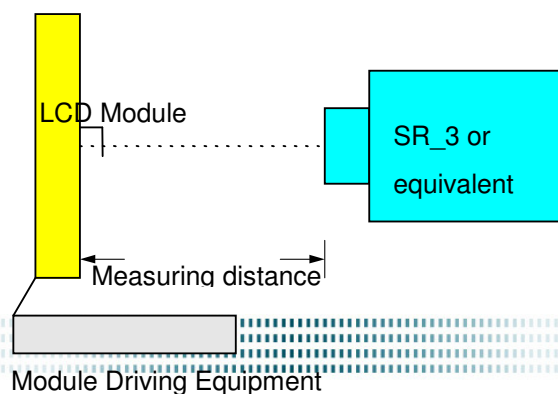 LCD Module
SR_3 or
equivalent
Measuring distance
Module Driving Equipment